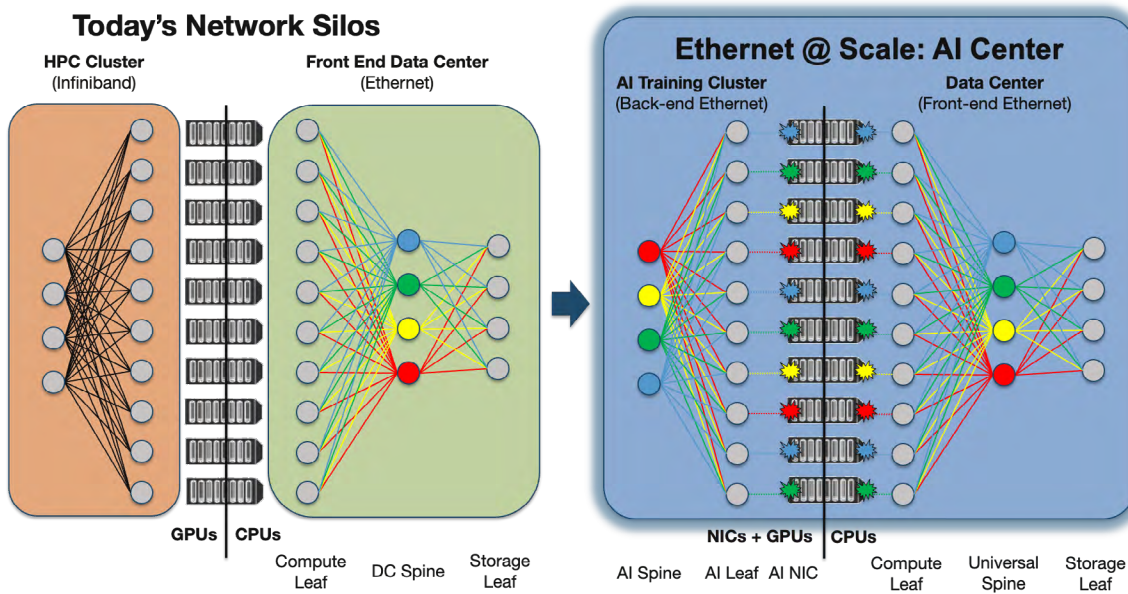 Today's Network Silos
HPC Cluster
(Infiniband)
Front End Data Center
(Ethernet)
GPUs
CPUs
Compute
Leaf
DC Spine
Storage
Leaf
Ethernet @ Scale: AI Center
AI Training Cluster
(Back-end Ethernet)
Data Center
(Front-end Ethernet)
NICs + GPUs
CPUs
AI Spine
AI Leaf
AI NIC
Compute
Leaf
Universal
Spine
Storage
Leaf